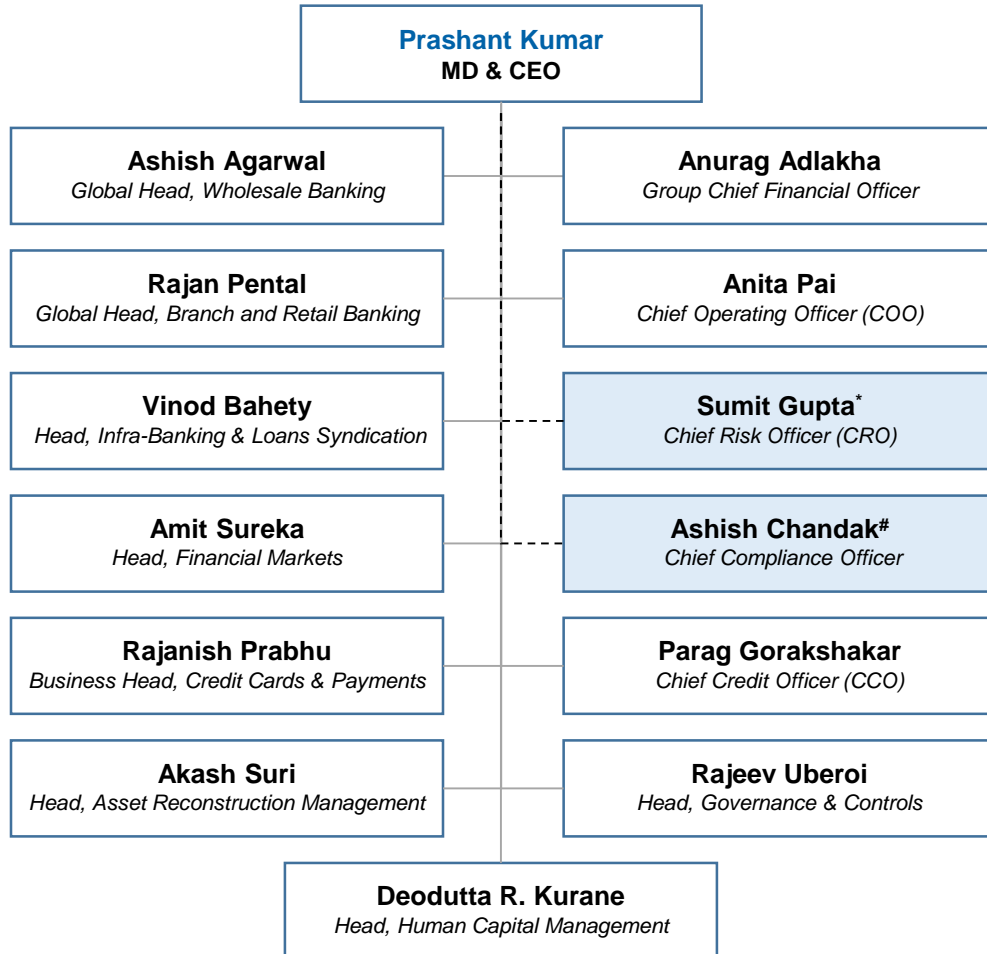 Prashant Kumar
MD & CEO
Ashish Agarwal
Global Head, Wholesale Banking
Anurag Adlakha
Group Chief Financial Officer
Rajan Pental
Global Head, Branch and Retail Banking
Anita Pai
Chief Operating Officer (COO)
Vinod Bahety
Head, Infra-Banking & Loans Syndication
Sumit Gupta*
Chief Risk Officer (CRO)
Amit Sureka
Head, Financial Markets
Ashish Chandak#
Chief Compliance Officer
Rajanish Prabhu
Business Head, Credit Cards & Payments
Parag Gorakshakar
Chief Credit Officer (CCO)
Akash Suri
Head, Asset Reconstruction Management
Rajeev Uberoi
Head, Governance & Controls
Deodutta R. Kurane
Head, Human Capital Management